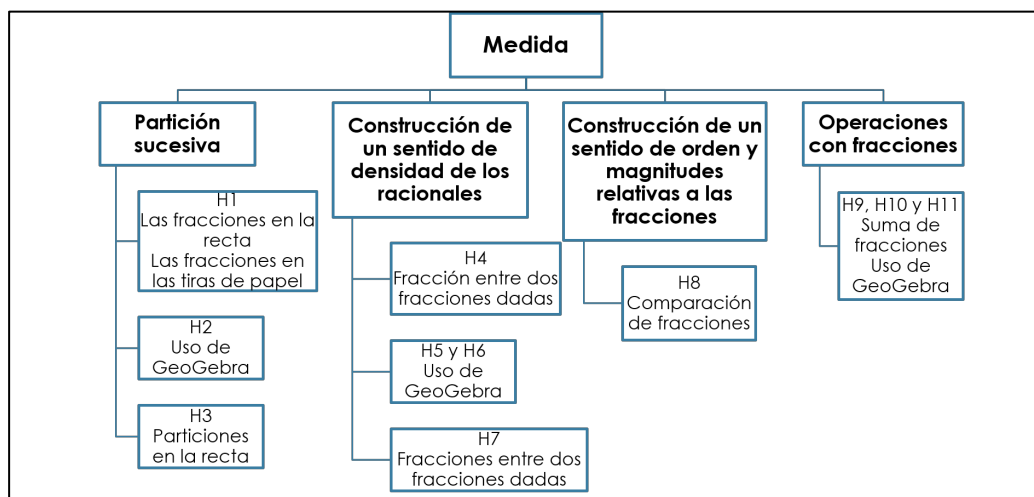 Medida
Partición
sucesiva
H1
Las fracciones en la
recta
Las fracciones en
las tiras de papel
H2
Uso de
GeoGebra
H3
Particiones
en la recta
Construcción de
un sentido de
densidad de los
racionales
H4
Fracción entre dos
fracciones dadas
H5 y H6
Uso de
GeoGebra
H7
Fracciones entre dos
fracciones dadas
Construcción de un
sentido de orden y
magnitudes
relativas a las
fracciones
H8
Comparación
de fracciones
Operaciones
con fracciones
H9, H10 y H11
Suma de
fracciones
Uso de
GeoGebra